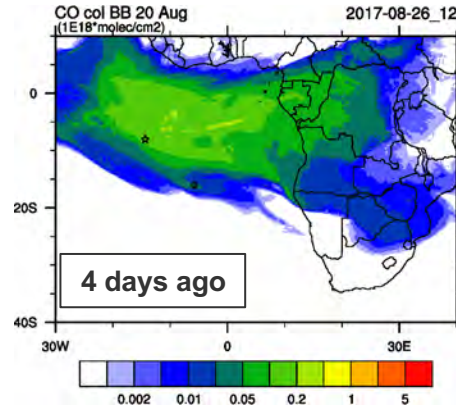 CO col BB 20 Aug 2017-08-26_12
(1E18*molec/cm2)
0
20S
4 days ago
40S
30W 0 30E
0.002 0.01 0.05 0.2 1 5